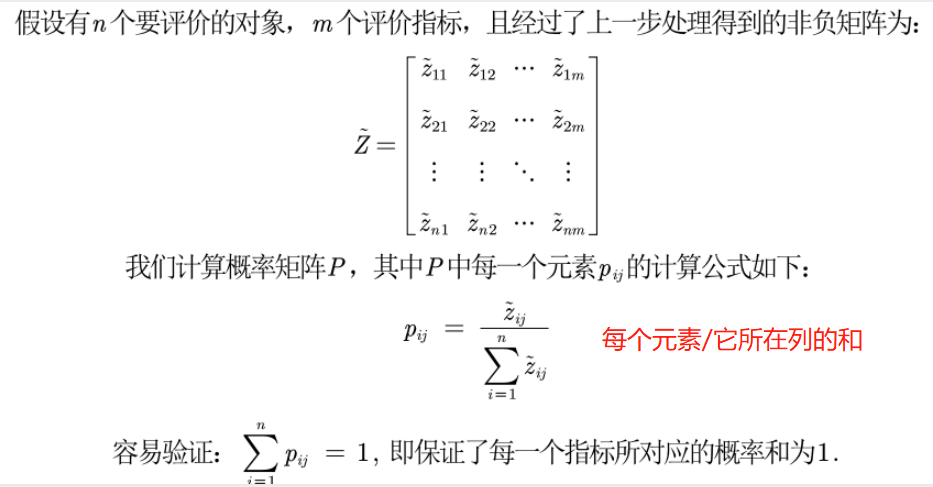 假设有n个要评价的对象，m个评价指标，且经过了上一步处理得到的非负矩阵为：
$\tilde{Z} = \begin{bmatrix} \tilde{z}_{11} & \tilde{z}_{12} & \cdots & \tilde{z}_{1m} \\ \tilde{z}_{21} & \tilde{z}_{22} & \cdots & \tilde{z}_{2m} \\ \vdots & \vdots & \ddots & \vdots \\ \tilde{z}_{n1} & \tilde{z}_{n2} & \cdots & \tilde{z}_{nm} \end{bmatrix}$
我们计算概率矩阵P，其中P中每一个元素$p_{ij}$的计算公式如下：
$p_{ij} = \frac{\tilde{z}_{ij}}{\sum_{i=1}^{n} \tilde{z}_{ij}}$ 每个元素/它所在列的和
容易验证：$\sum_{i=1}^{n} p_{ij} = 1$, 即保证了每一个指标所对应的概率和为1.